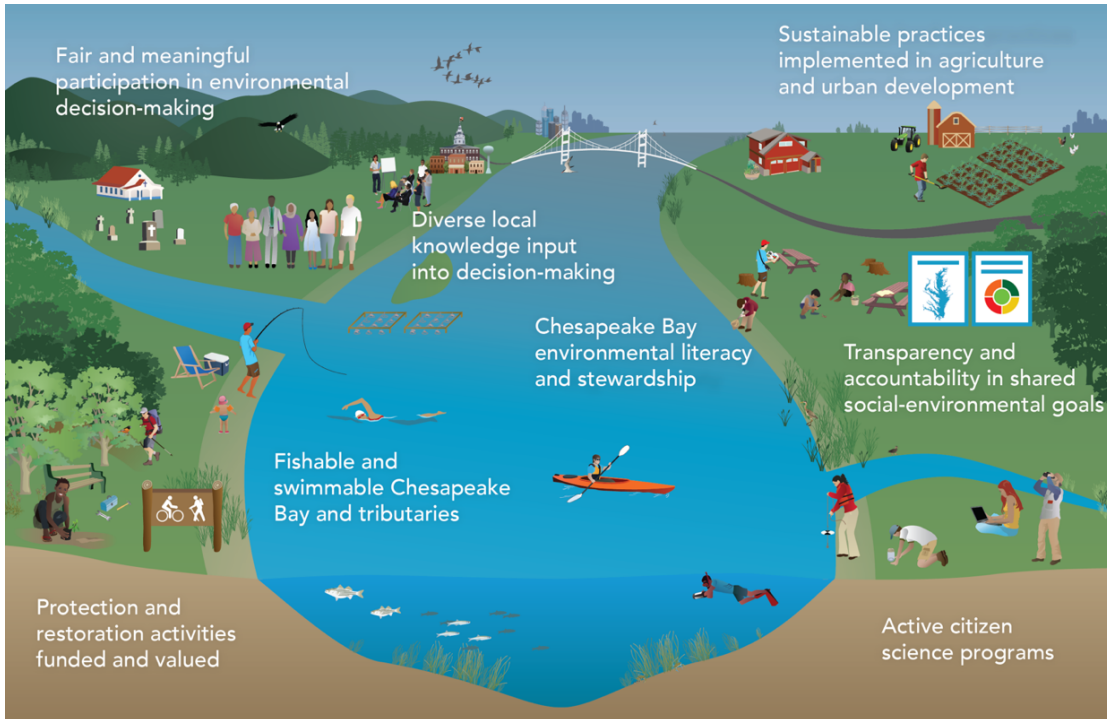 Fair and meaningful
participation in environmental
decision-making
Sustainable practices
implemented in agriculture
and urban development
Diverse local
knowledge input
into decision-making
Chesapeake Bay
environmental literacy
and stewardship
Transparency and
accountability in shared
social-environmental goals
Fishable and
swimmable Chesapeake
Bay and tributaries
Protection and
restoration activities
funded and valued
Active citizen
science programs